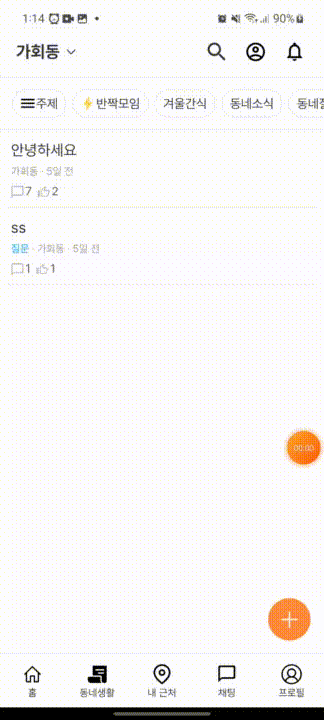 1:14 90%
가회동
주제 반짝모임 겨울간식 동네소식
안녕하세요
가회동 · 5일 전
7 2
ss
질문 · 가회동 · 5일 전
1 1
00:00
홈 동네생활 내 근처 채팅 프로필